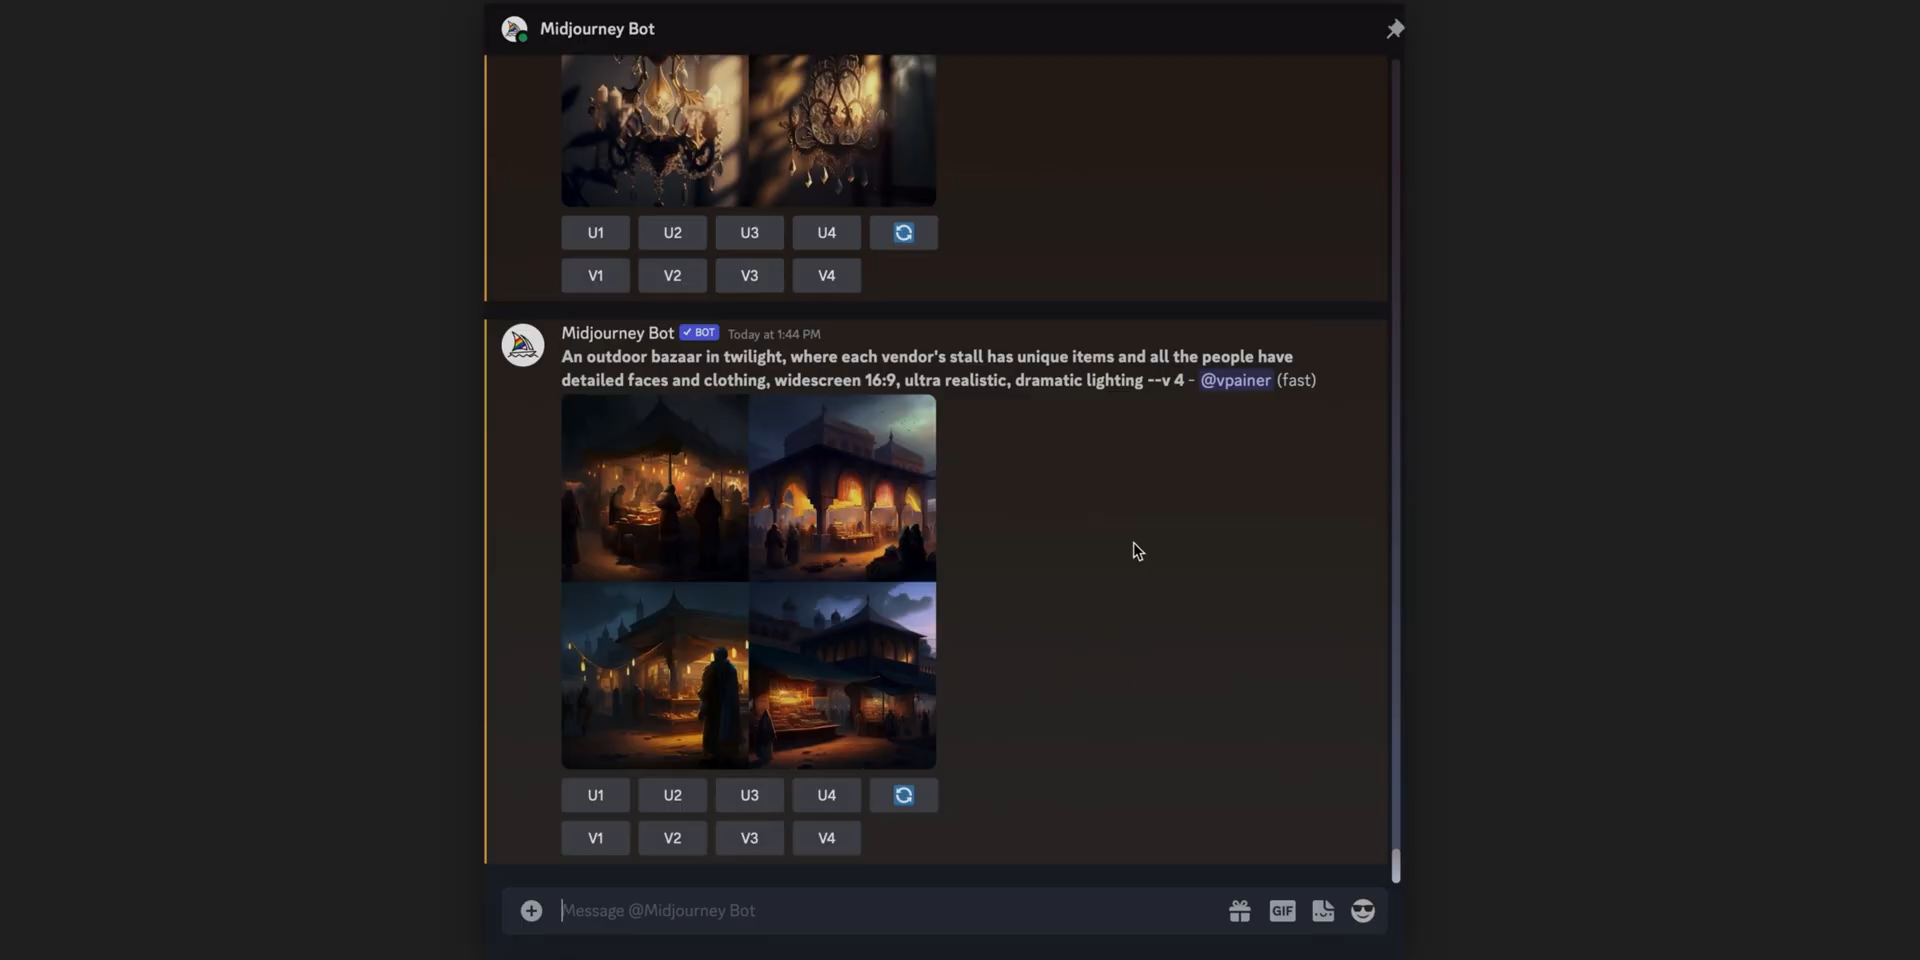 Midjourney Bot
U1 U2 U3 U4
V1 V2 V3 V4
Midjourney Bot ✓ BOT Today at 1:44 PM
An outdoor bazaar in twilight, where each vendor's stall has unique items and all the people have
detailed faces and clothing, widescreen 16:9, ultra realistic, dramatic lighting --v 4 - @vpainer (fast)
U1 U2 U3 U4
V1 V2 V3 V4
Message @Midjourney Bot GIF